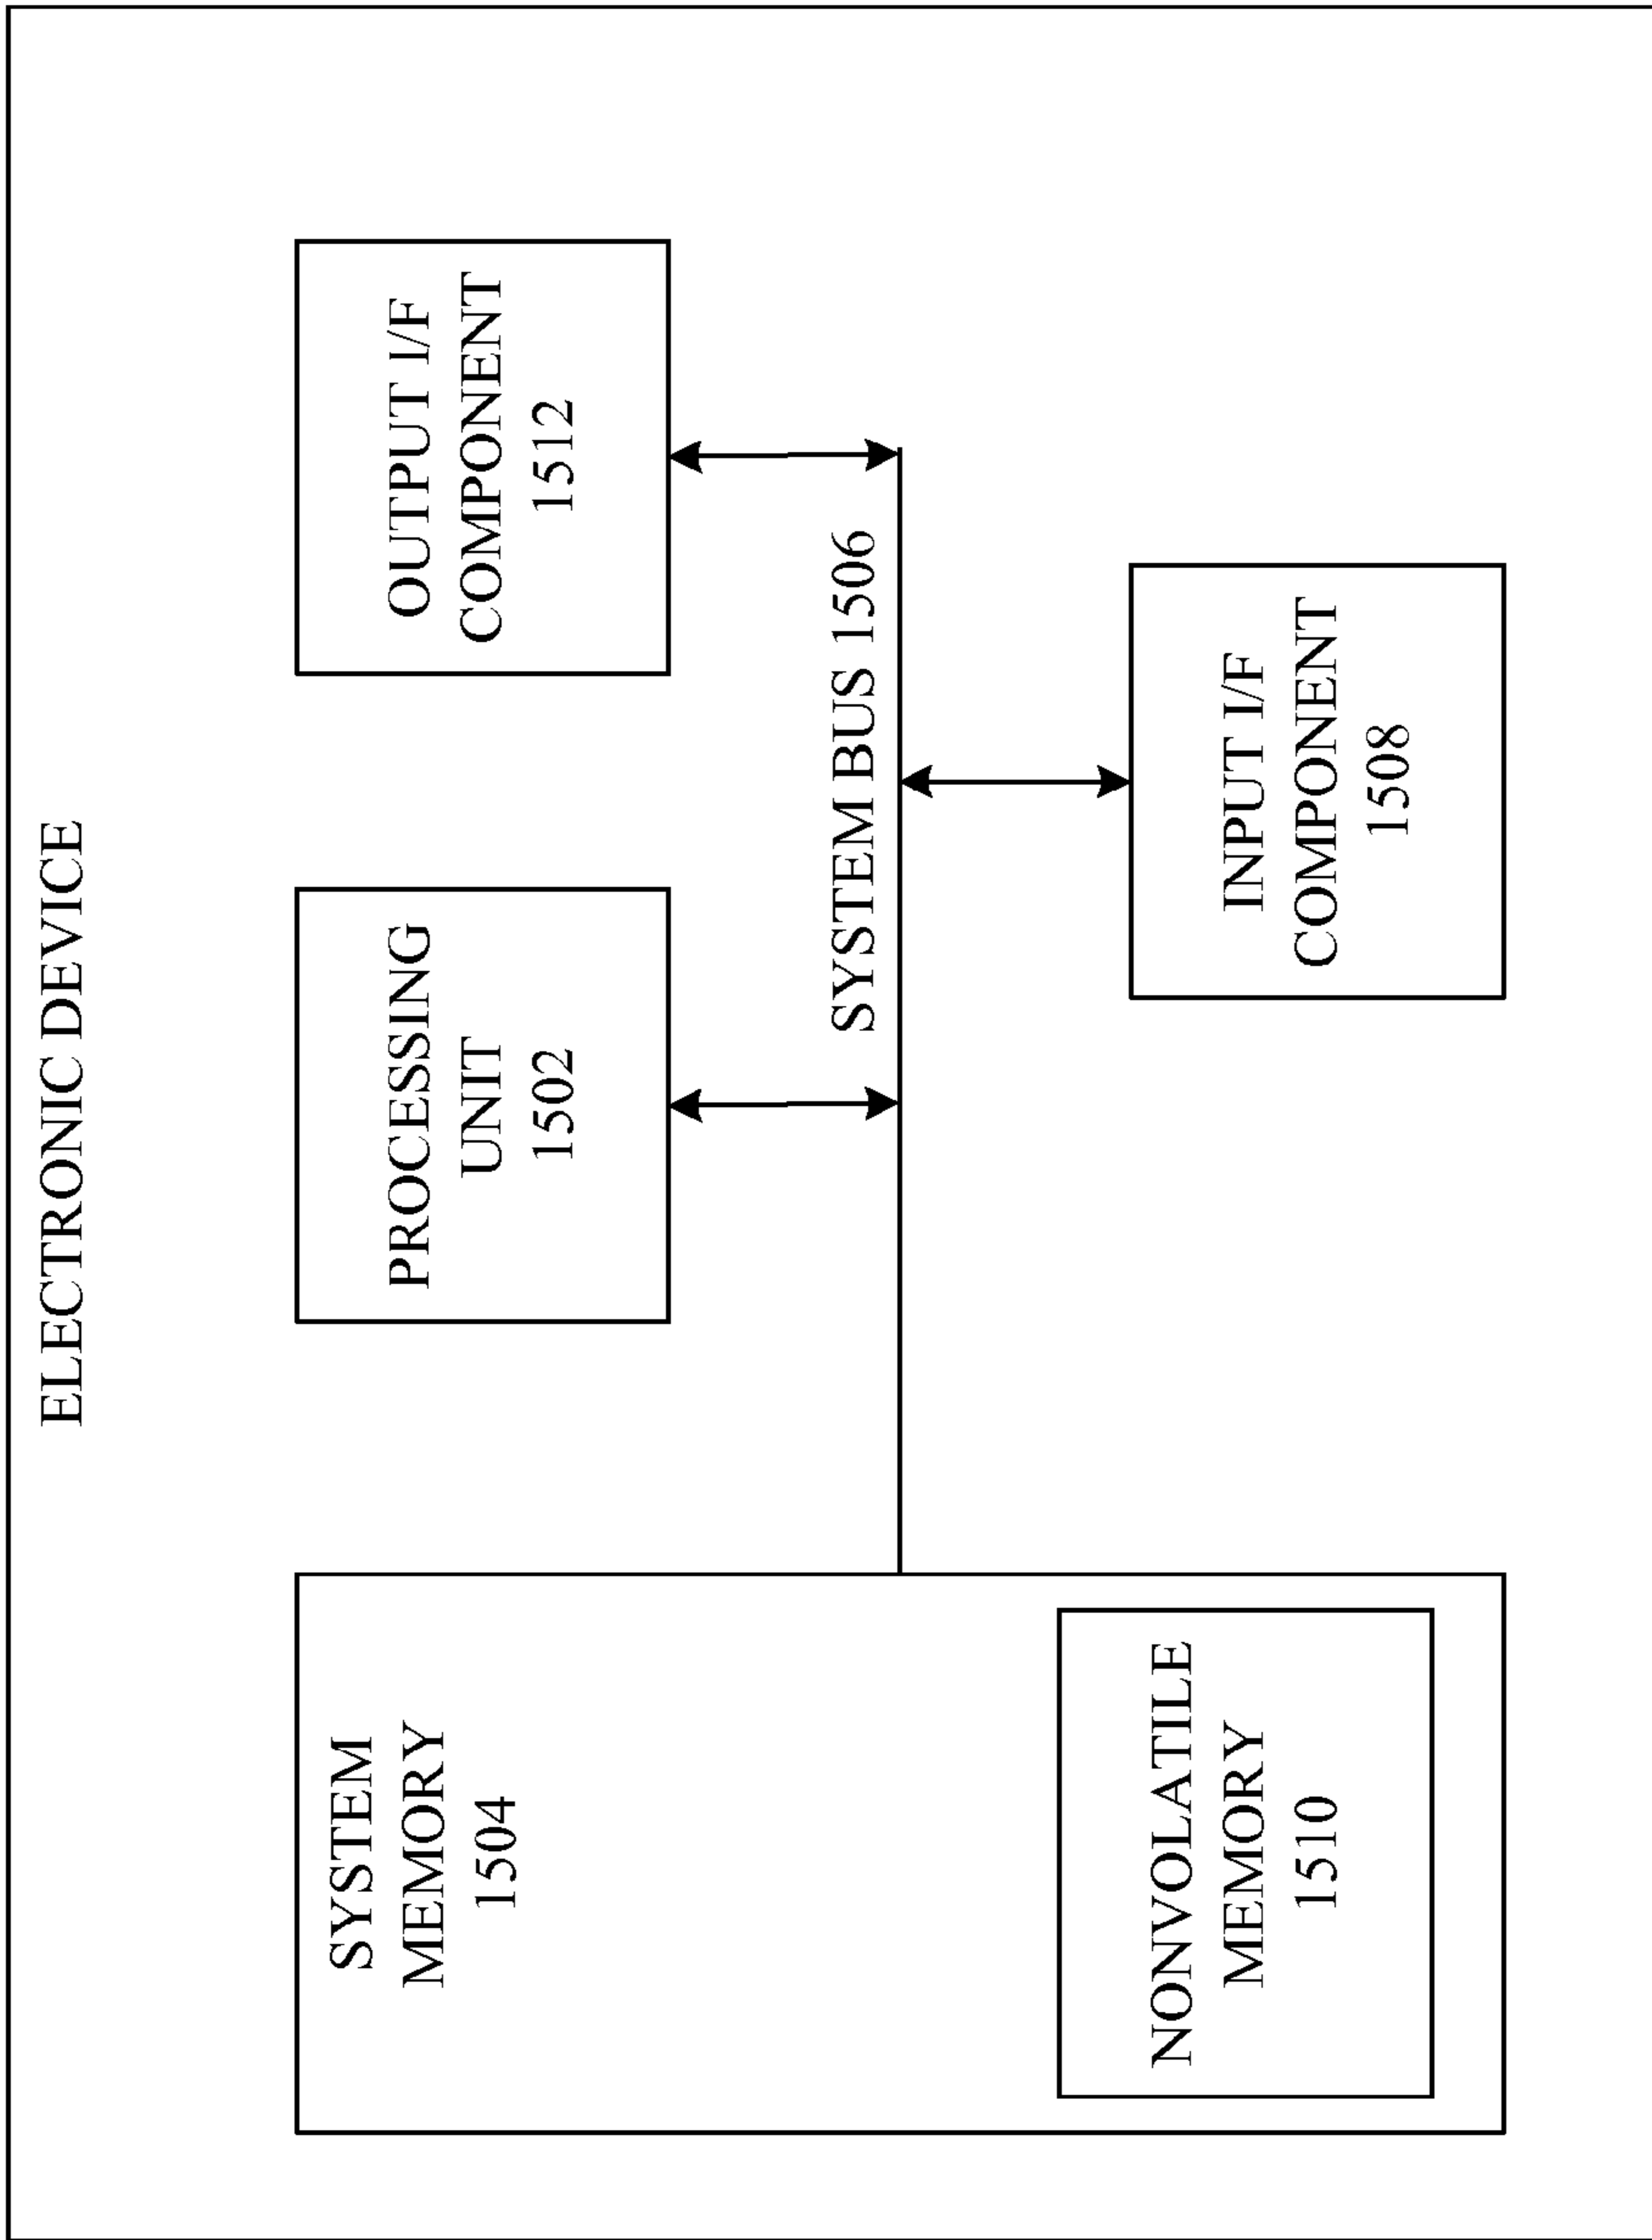 ELECTRONIC DEVICE
SYSTEM
MEMORY
1504
NONVOLATILE
MEMORY
1510
PROCESSING
UNIT
1502
OUTPUT I/F
COMPONENT
1512
SYSTEM BUS 1506
INPUT I/F
COMPONENT
1508